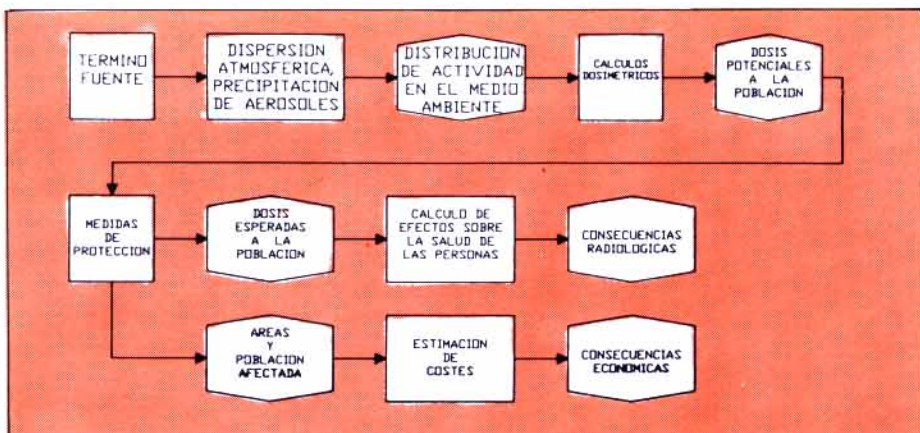 TERMINO
FUENTE
DISPERSION
ATMOSFERICA,
PRECIPITACION
DE AEROSOLES
DISTRIBUCION
DE ACTIVIDAD
EN EL MEDIO
AMBIENTE
CALCULOS
DOSIMETRICOS
DOSIS
POTENCIALES
A LA
POBLACION
MEDIDAS
DE
PROTECCION
DOSIS
ESPERADAS
A LA
POBLACION
CALCULO DE
EFECTOS SOBRE
LA SALUD DE
LAS PERSONAS
CONSECUENCIAS
RADIOLOGICAS
AREAS
Y
POBLACION
AFECTADA
ESTIMACION
DE
COSTES
CONSECUENCIAS
ECONOMICAS